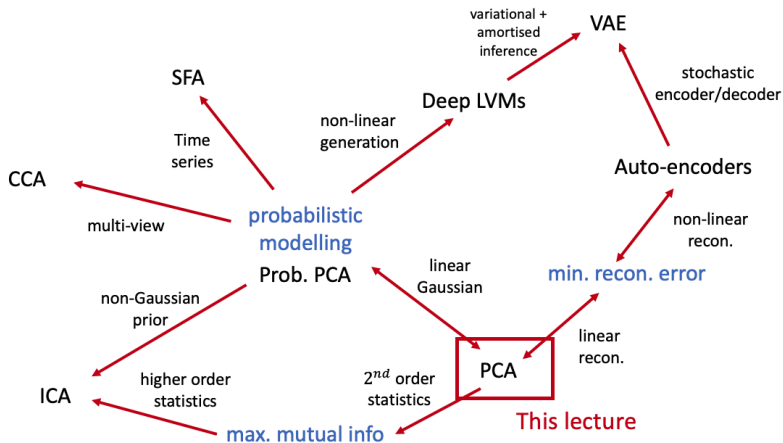 variational +
amortised
inference
VAE
SFA
stochastic
encoder/decoder
Deep LVMs
non-linear
generation
Time
series
Auto-encoders
CCA
multi-view
probabilistic
modelling
Prob. PCA
non-linear
recon.
linear
Gaussian
min. recon. error
non-Gaussian
prior
linear
recon.
PCA
2nd order
statistics
higher order
statistics
ICA
This lecture
max. mutual info